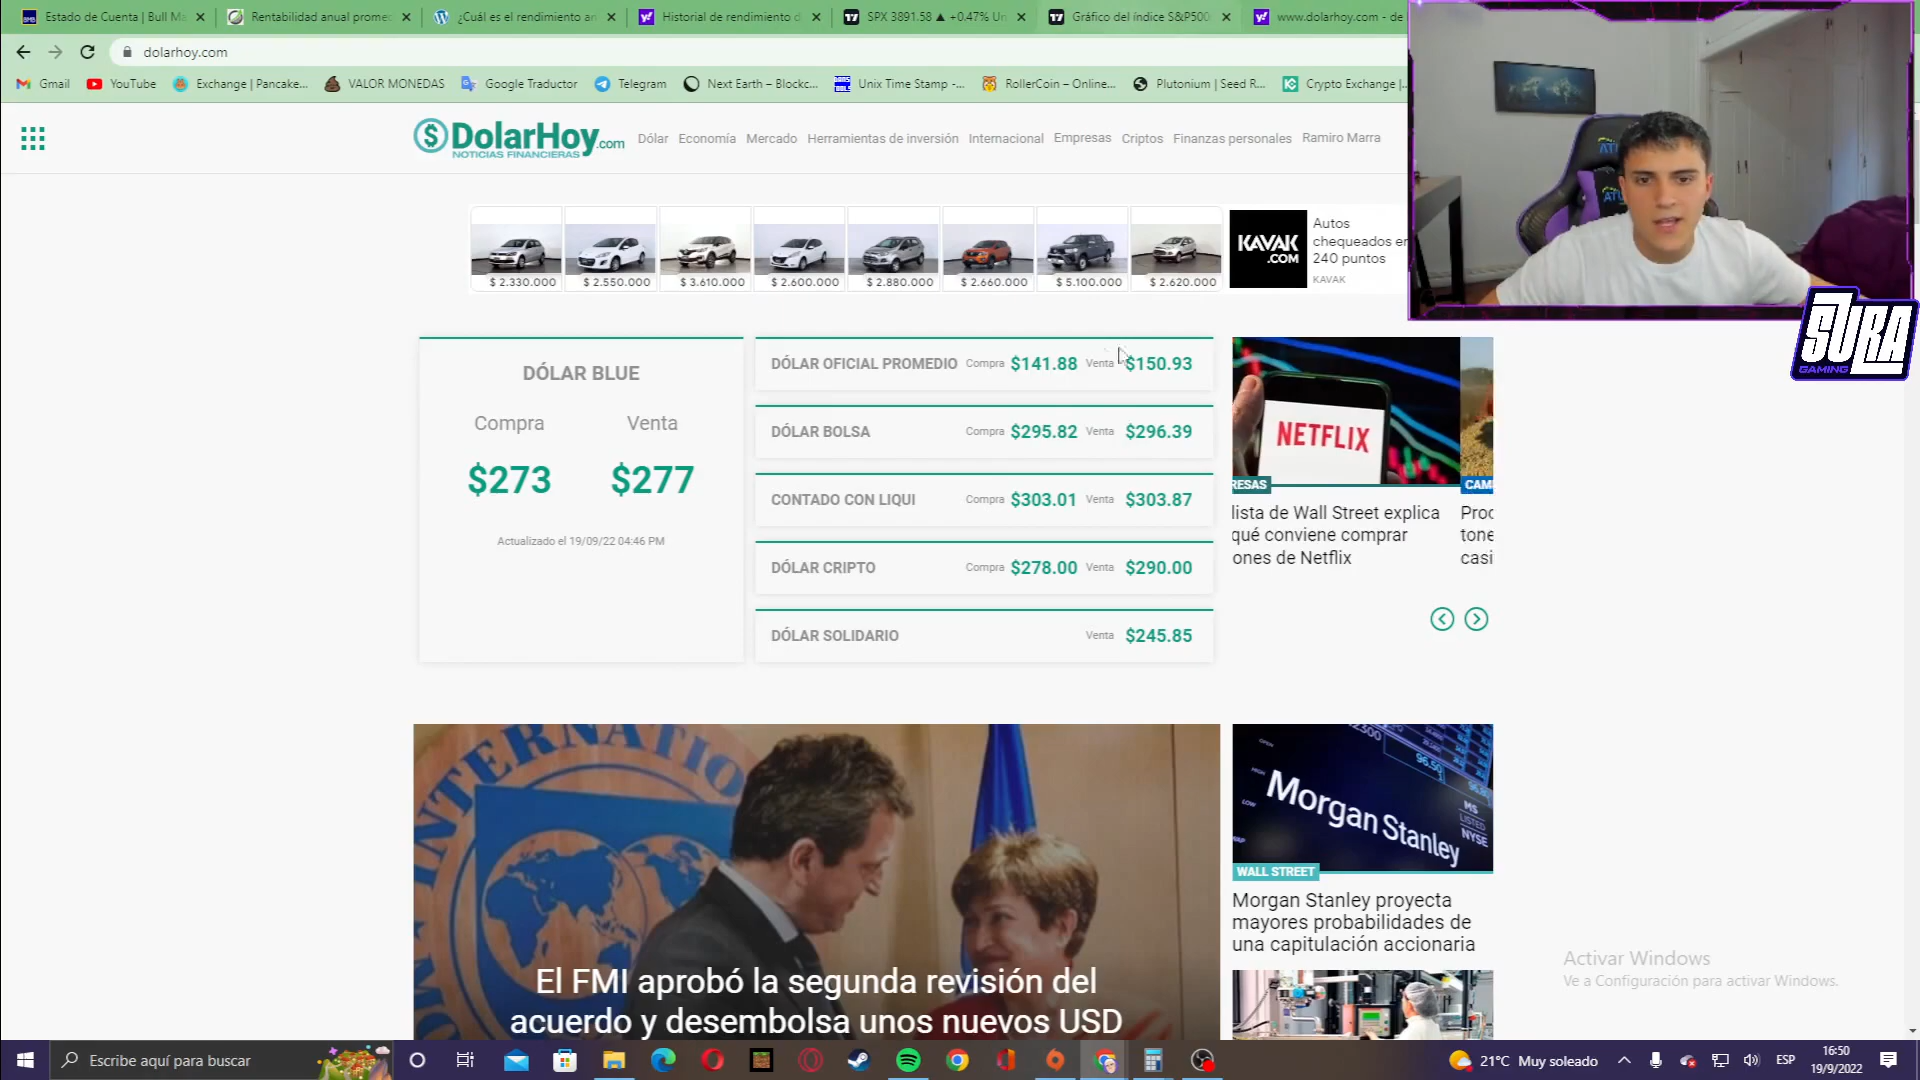 Estado de Cuenta | Bull Ma
Rentabilidad anual prome
¿Cuál es el rendimiento an
Historial de rendimiento d
SPX 3891.58 ▲ +0.47% Un
Gráfico del índice S&P500
www.dolarhoy.com - de
dolarhoy.com
Gmail
YouTube
Exchange | Pancake...
VALOR MONEDAS
Google Traductor
Telegram
Next Earth – Blockc...
Unix Time Stamp -...
RollerCoin – Online...
Plutonium | Seed R...
Crypto Exchange |...
DolarHoy.com
NOTICIAS FINANCIERAS
Dólar
Economía
Mercado
Herramientas de inversión
Internacional
Empresas
Criptos
Finanzas personales
Ramiro Marra
$ 2.330.000
$ 2.550.000
$ 3.610.000
$ 2.600.000
$ 2.880.000
$ 2.660.000
$ 5.100.000
$ 2.620.000
KAVAK
.COM
Autos
chequeados en
240 puntos
KAVAK
SURA
GAMING
DÓLAR BLUE
Compra
Venta
$273
$277
Actualizado el 19/09/22 04:46 PM
DÓLAR OFICIAL PROMEDIO Compra $141.88 Venta $150.93
DÓLAR BOLSA Compra $295.82 Venta $296.39
CONTADO CON LIQUI Compra $303.01 Venta $303.87
DÓLAR CRIPTO Compra $278.00 Venta $290.00
DÓLAR SOLIDARIO Venta $245.85
NETFLIX
RESAS
CAM
lista de Wall Street explica
qué conviene comprar
ones de Netflix
Proc
tone
casi
El FMI aprobó la segunda revisión del
acuerdo y desembolsa unos nuevos USD
Morgan Stanley
MS
LISTED
NYSE
WALL STREET
Morgan Stanley proyecta
mayores probabilidades de
una capitulación accionaria
Activar Windows
Ve a Configuración para activar Windows.
Escribe aquí para buscar
21°C Muy soleado
ESP
16:50
19/9/2022